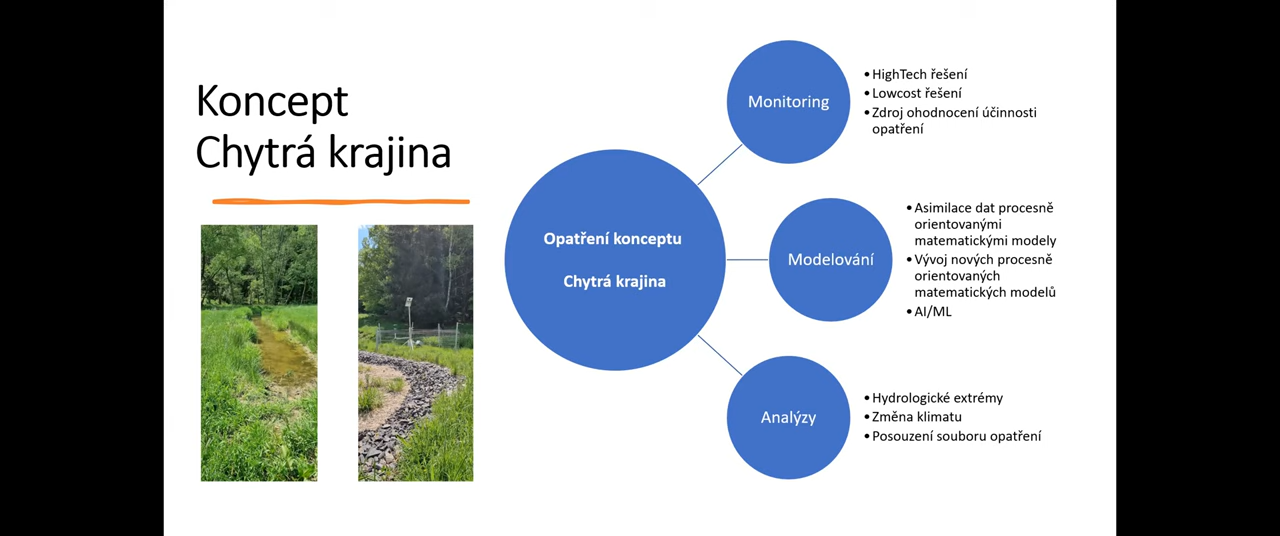 Koncept
Chytrá krajina
Opatření konceptu
Chytrá krajina
Monitoring
•HighTech řešení
•Lowcost řešení
•Zdroj ohodnocení účinnosti
opatření
Modelování
•Asimilace dat procesně
orientovanými
matematickými modely
•Vývoj nových procesně
orientovaných
matematických modelů
•AI/ML
Analýzy
•Hydrologické extrémy
•Změna klimatu
•Posouzení souboru opatření